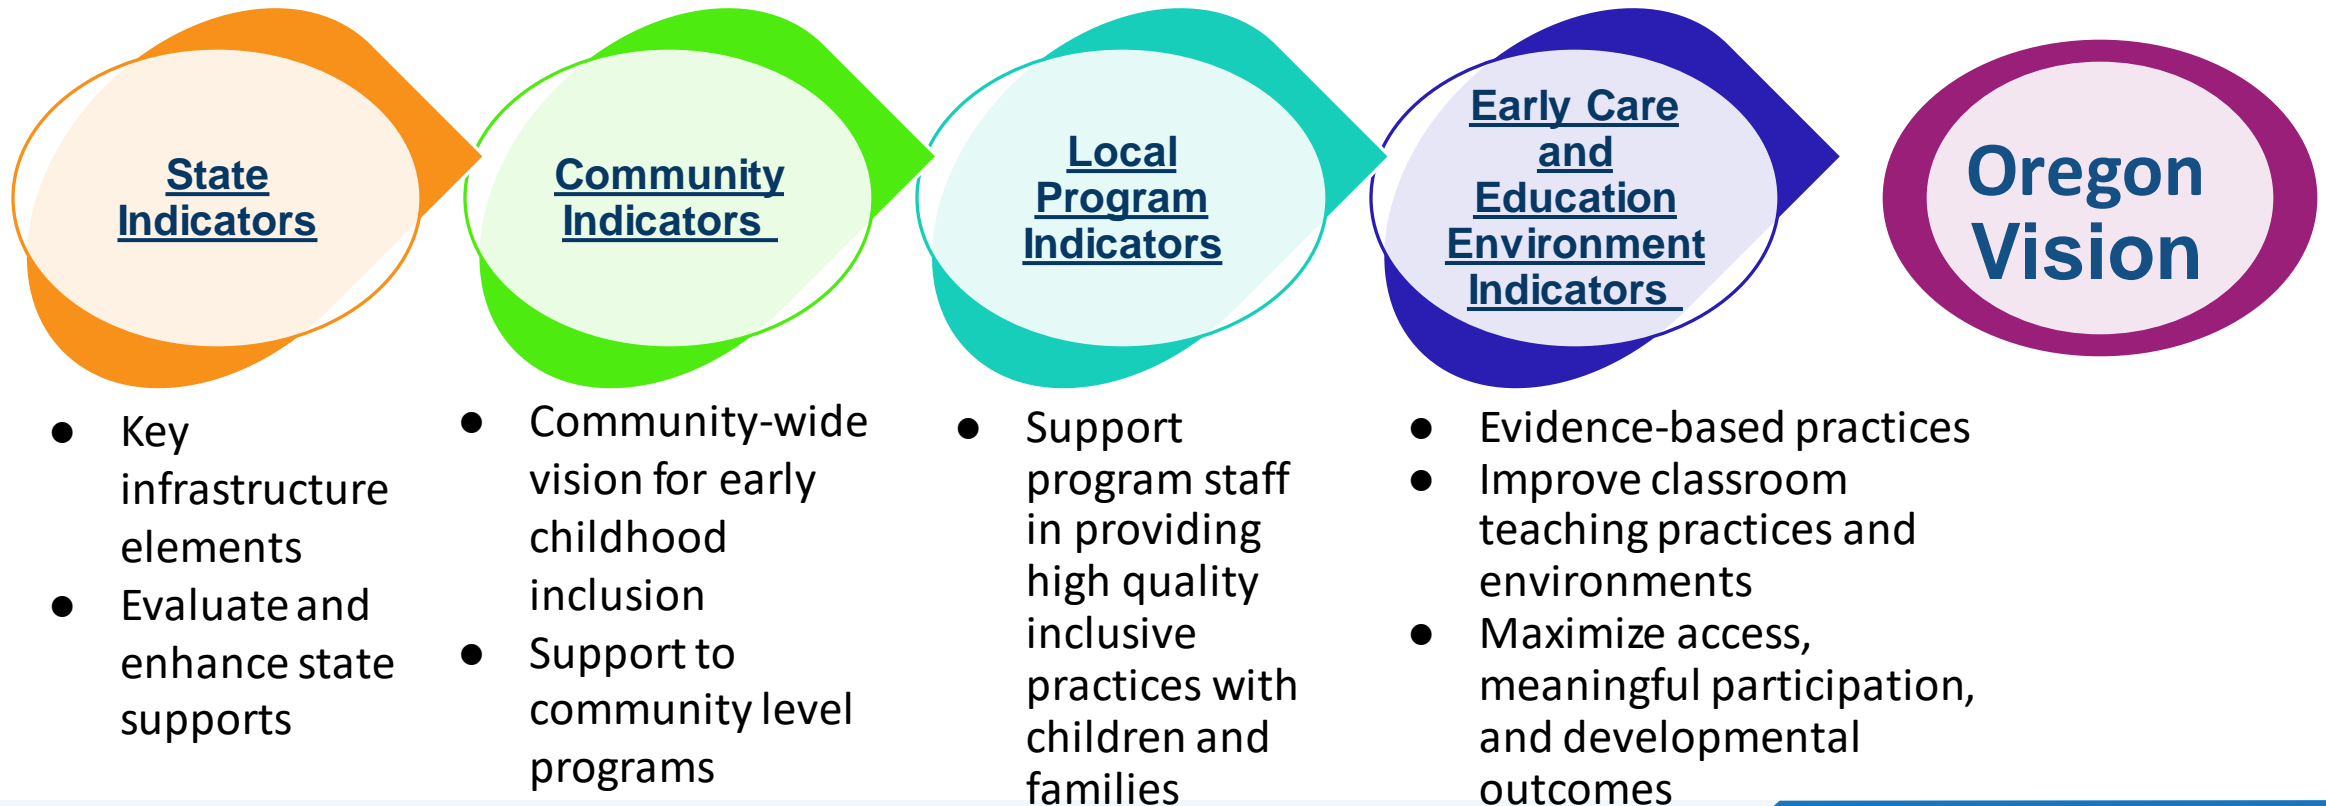 State
Indicators
Community
Indicators
Local
Program
Indicators
Early Care
and
Education
Environment
Indicators
Oregon
Vision
● Key
infrastructure
elements
● Evaluate and
enhance state
supports
● Community-wide
vision for early
childhood
inclusion
● Support to
community level
programs
● Support
program staff
in providing
high quality
inclusive
practices with
children and
families
● Evidence-based practices
● Improve classroom
teaching practices and
environments
● Maximize access,
meaningful participation,
and developmental
outcomes